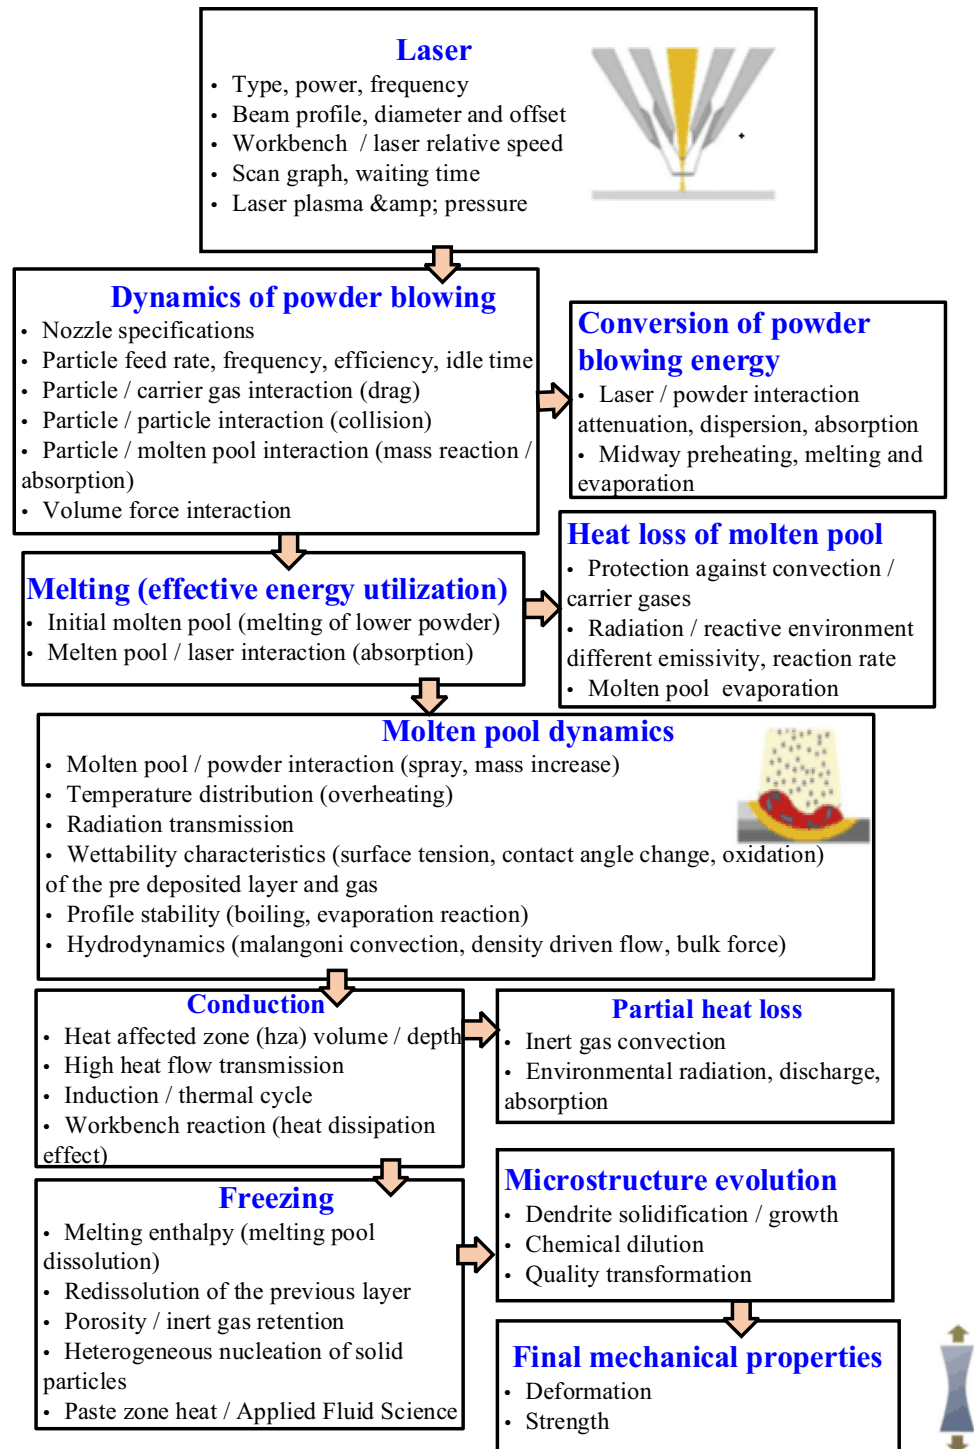 Laser
• Type, power, frequency
• Beam profile, diameter and offset
• Workbench / laser relative speed
• Scan graph, waiting time
• Laser plasma &amp; pressure
Dynamics of powder blowing
• Nozzle specifications
• Particle feed rate, frequency, efficiency, idle time
• Particle / carrier gas interaction (drag)
• Particle / particle interaction (collision)
• Particle / molten pool interaction (mass reaction /
absorption)
• Volume force interaction
Conversion of powder
blowing energy
• Laser / powder interaction
attenuation, dispersion, absorption
• Midway preheating, melting and
evaporation
Melting (effective energy utilization)
• Initial molten pool (melting of lower powder)
• Melten pool / laser interaction (absorption)
Heat loss of molten pool
• Protection against convection /
carrier gases
• Radiation / reactive environment
different emissivity, reaction rate
• Molten pool evaporation
Molten pool dynamics
• Molten pool / powder interaction (spray, mass increase)
• Temperature distribution (overheating)
• Radiation transmission
• Wettability characteristics (surface tension, contact angle change, oxidation)
of the pre deposited layer and gas
• Profile stability (boiling, evaporation reaction)
• Hydrodynamics (malangoni convection, density driven flow, bulk force)
Conduction
• Heat affected zone (hza) volume / depth
• High heat flow transmission
• Induction / thermal cycle
• Workbench reaction (heat dissipation
effect)
Partial heat loss
• Inert gas convection
• Environmental radiation, discharge,
absorption
Freezing
• Melting enthalpy (melting pool
dissolution)
• Redissolution of the previous layer
• Porosity / inert gas retention
• Heterogeneous nucleation of solid
particles
• Paste zone heat / Applied Fluid Science
Microstructure evolution
• Dendrite solidification / growth
• Chemical dilution
• Quality transformation
Final mechanical properties
• Deformation
• Strength